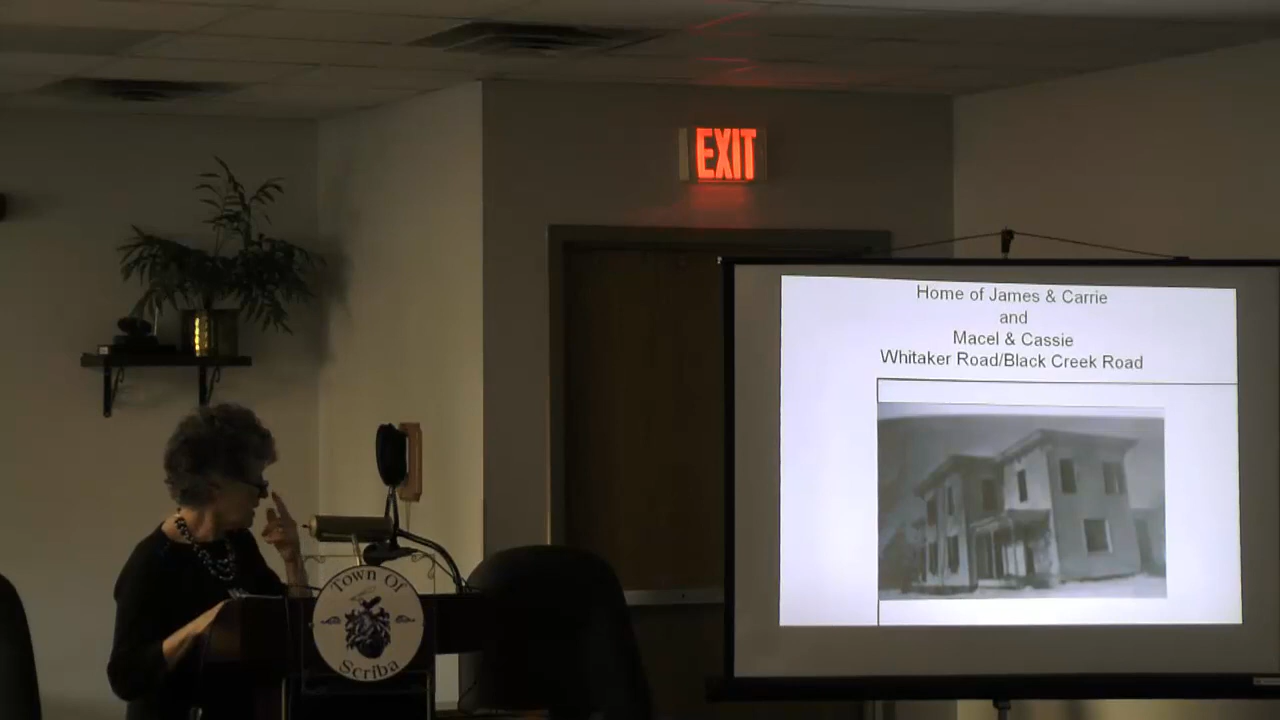 EXIT
Home of James & Carrie
and
Macel & Cassie
Whitaker Road/Black Creek Road
Town Of
Scriba